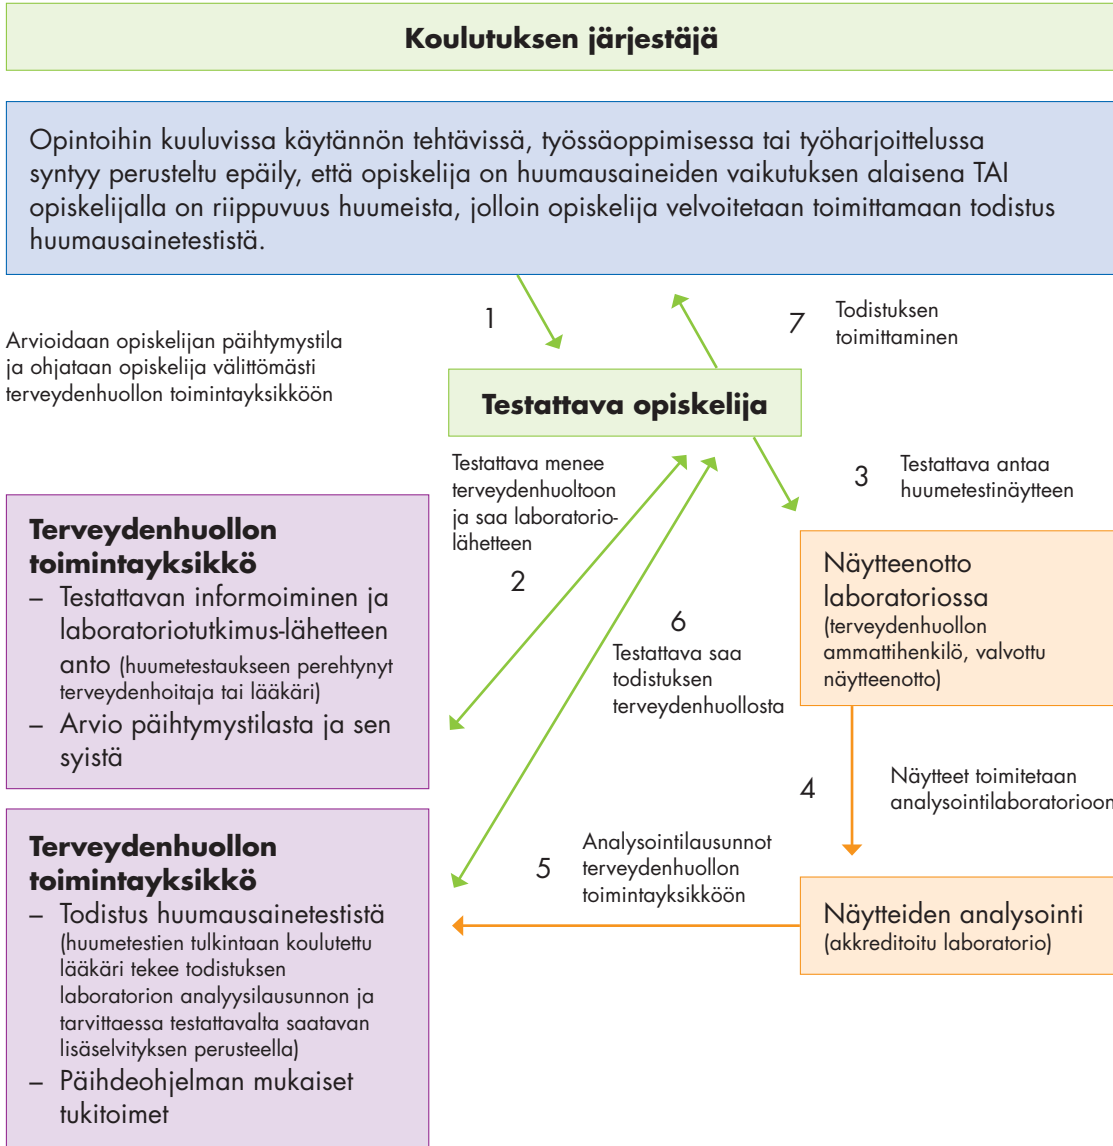 Koulutuksen järjestäjä
Opintoihin kuuluvissa käytännön tehtävissä, työssäoppimisessa tai työharjoittelussa
syntyy perusteltu epäily, että opiskelija on huumausaineiden vaikutuksen alaisena TAI
opiskelijalla on riippuvuus huumeista, jolloin opiskelija velvoitetaan toimittamaan todistus
huumausainetestistä.
Arvioidaan opiskelijan päihtymystila
ja ohjataan opiskelija välittömästi
terveydenhuollon toimintayksikköön
1
7
Todistuksen
toimittaminen
Testattava opiskelija
Testattava menee
terveydenhuoltoon
ja saa laboratorio-
lähetteen
2
3
Testattava antaa
huumetestinäytteen
Terveydenhuollon
toimintayksikkö
– Testattavan informoiminen ja
laboratoriotutkimus-lähetteen
anto (huumetestaukseen perehtynyt
terveydenhoitaja tai lääkäri)
– Arvio päihtymystilasta ja sen
syistä
6
Testattava saa
todistuksen
terveydenhuollosta
Näytteenotto
laboratoriossa
(terveydenhuollon
ammattihenkilö, valvottu
näytteenotto)
4
Näytteet toimitetaan
analysointilaboratorioon
Terveydenhuollon
toimintayksikkö
– Todistus huumausainetestistä
(huumetestien tulkintaan koulutettu
lääkäri tekee todistuksen
laboratorion analyysilausunnon ja
tarvittaessa testattavalta saatavan
lisäselvityksen perusteella)
– Päihdeohjelman mukaiset
tukitoimet
5
Analysointilausunnot
terveydenhuollon
toimintayksikköön
Näytteiden analysointi
(akkreditoitu laboratorio)